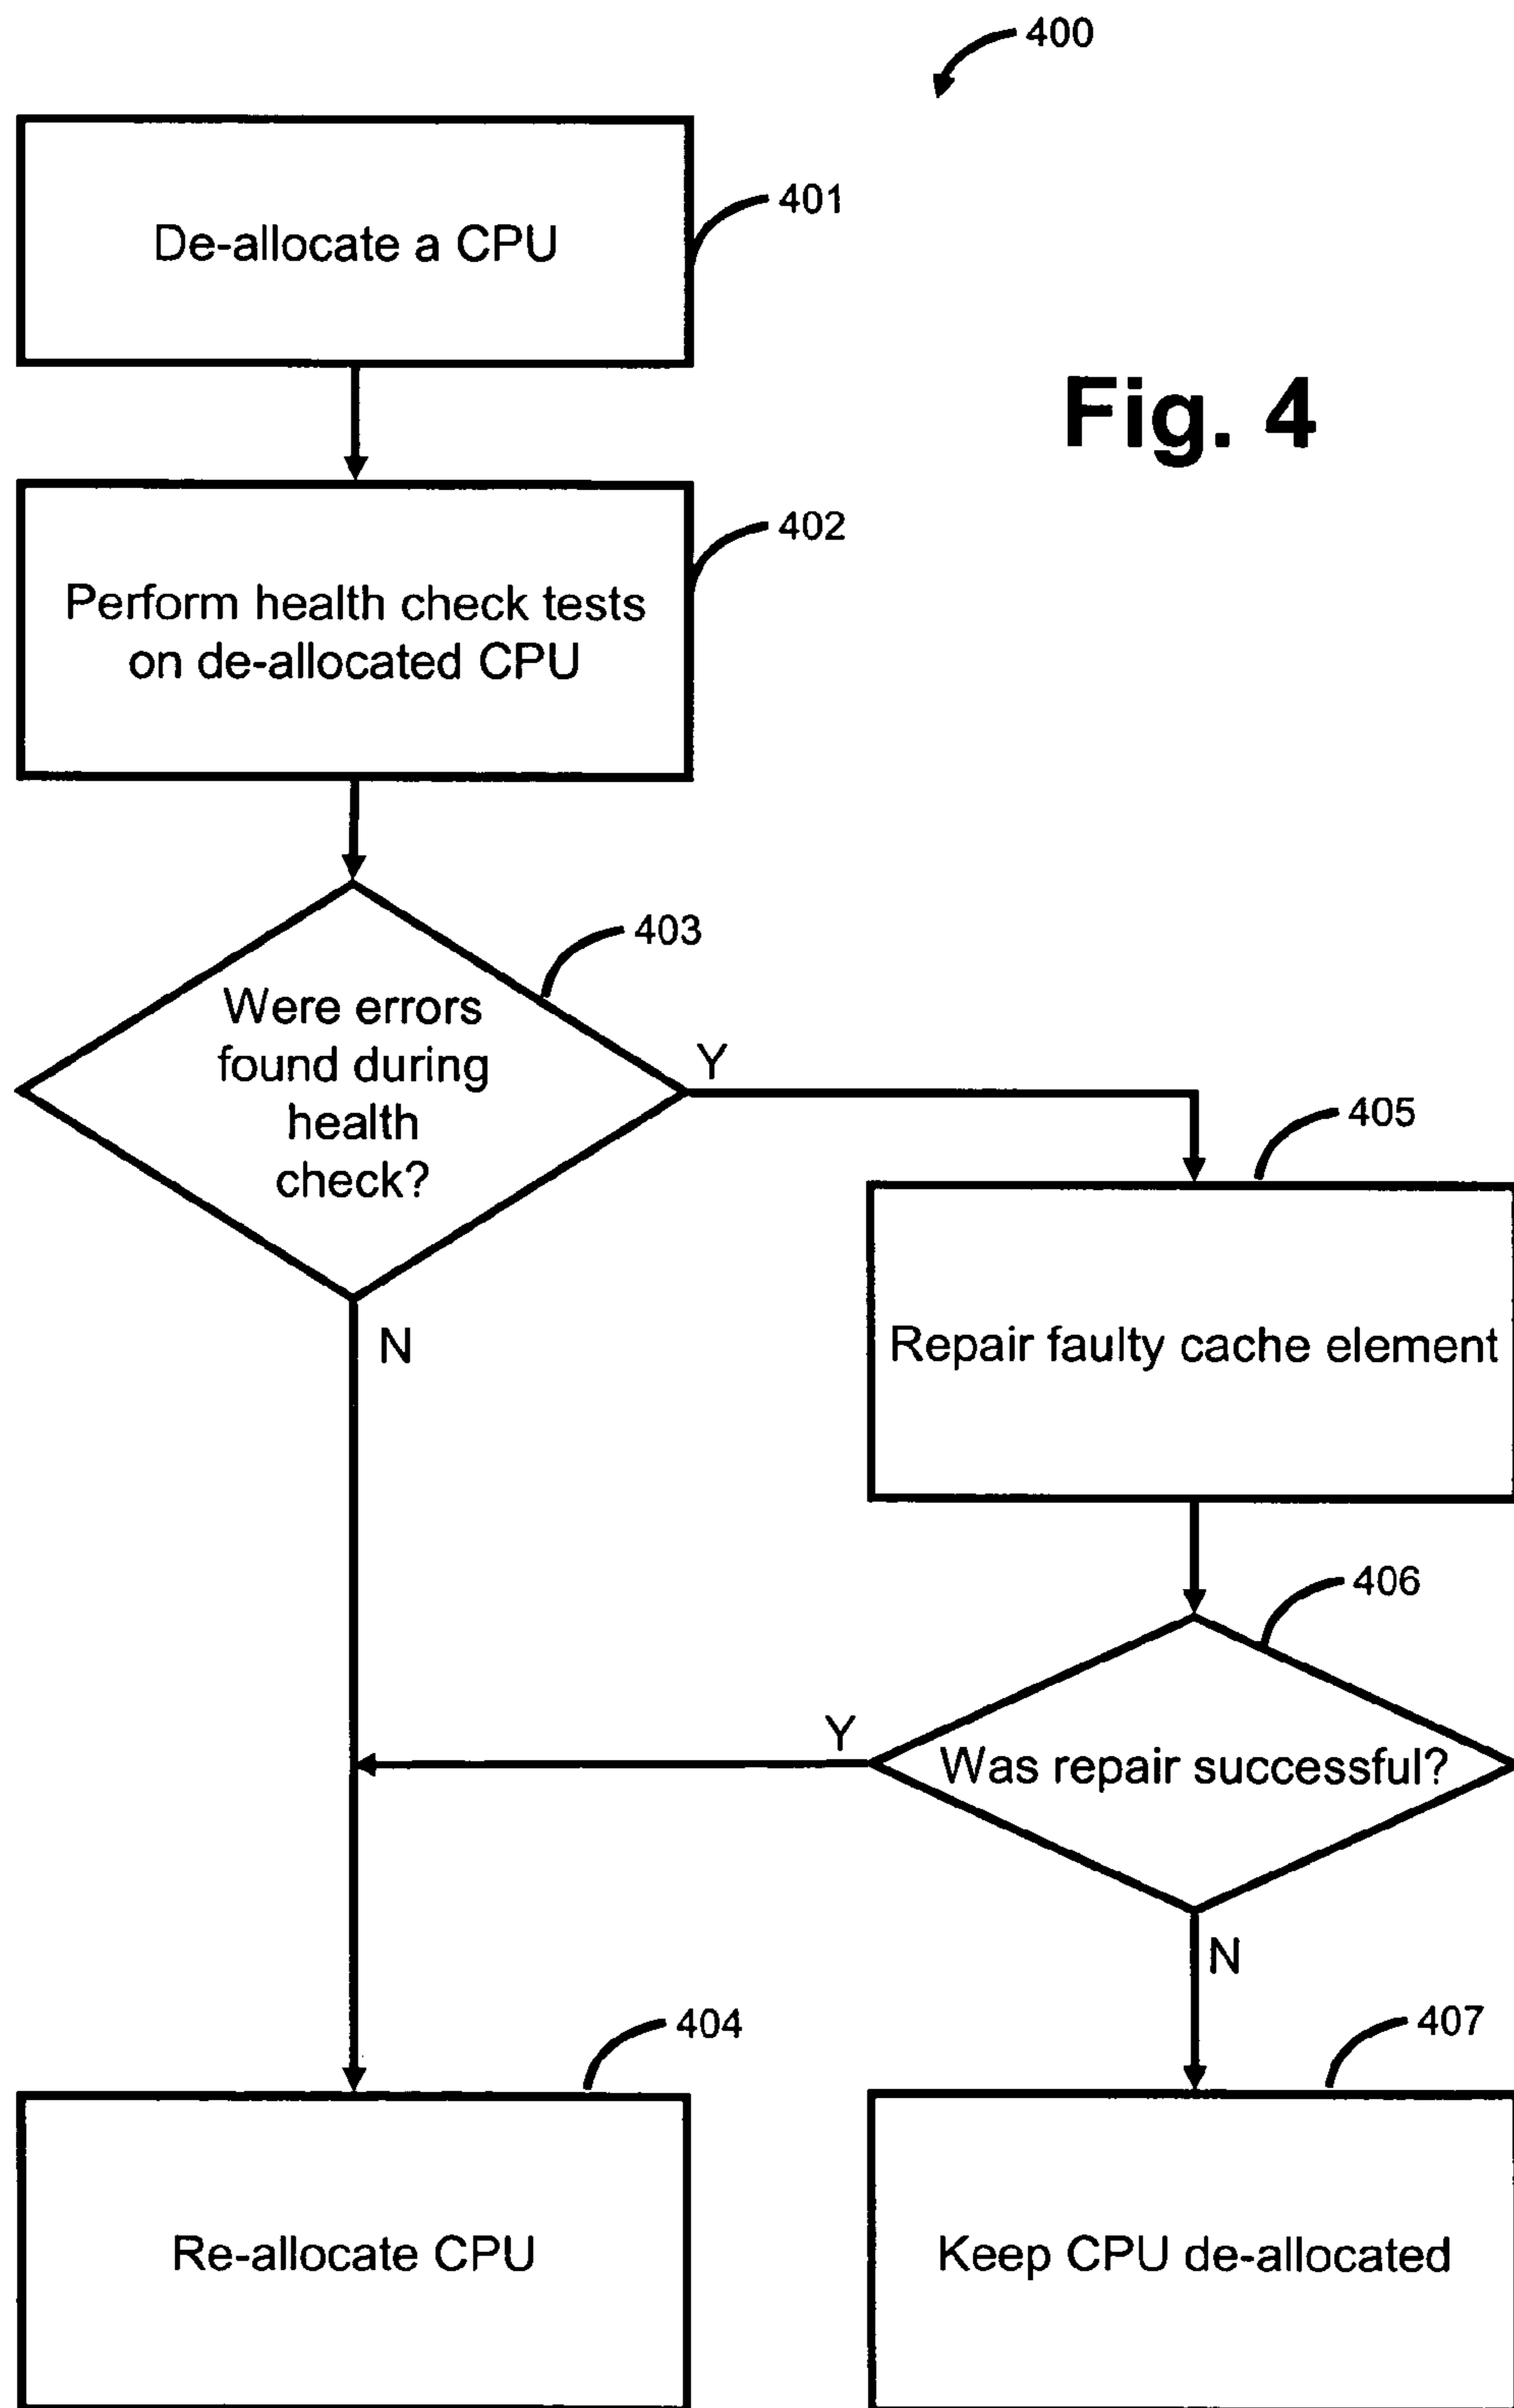 400
De-allocate a CPU
401
Fig. 4
Perform health check tests
on de-allocated CPU
402
403
Were errors
found during
health
check?
Y
N
405
Repair faulty cache element
406
Was repair successful?
Y
N
404
Re-allocate CPU
407
Keep CPU de-allocated